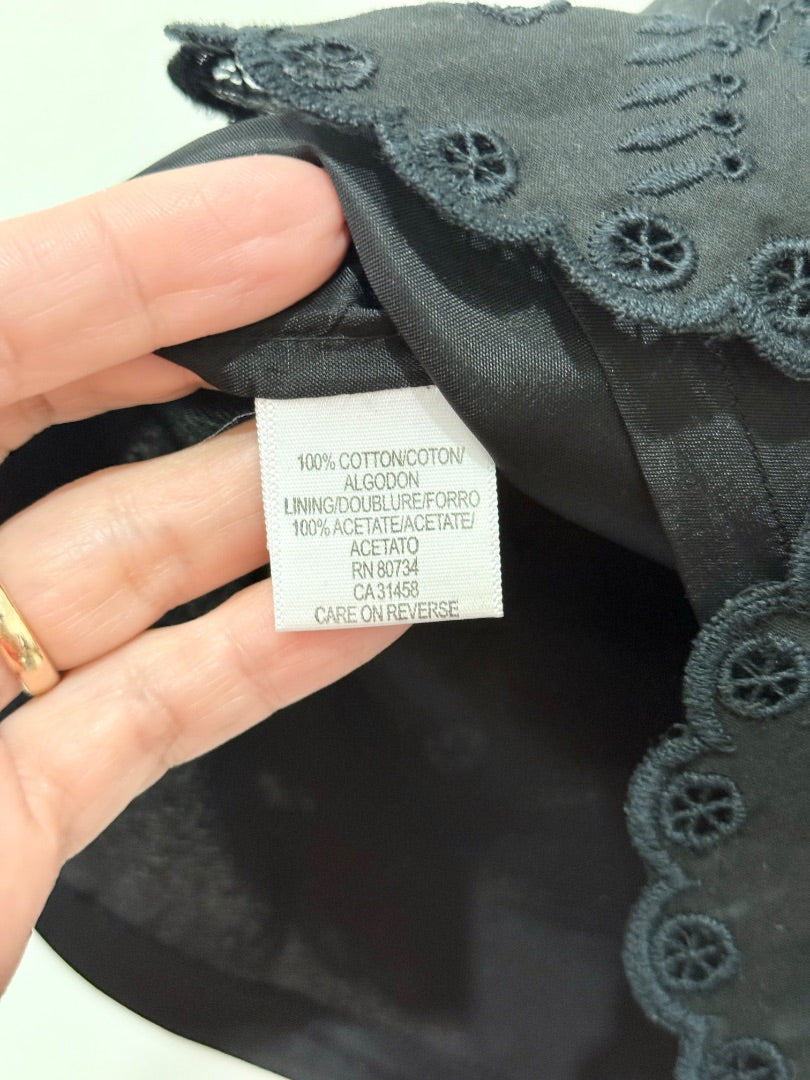 100% COTTON/COTON/
ALGODON
LINING/DOUBLURE/FORRO
100% ACETATE/ACETATE/
ACETATO
RN 80734
CA 31458
CARE ON REVERSE